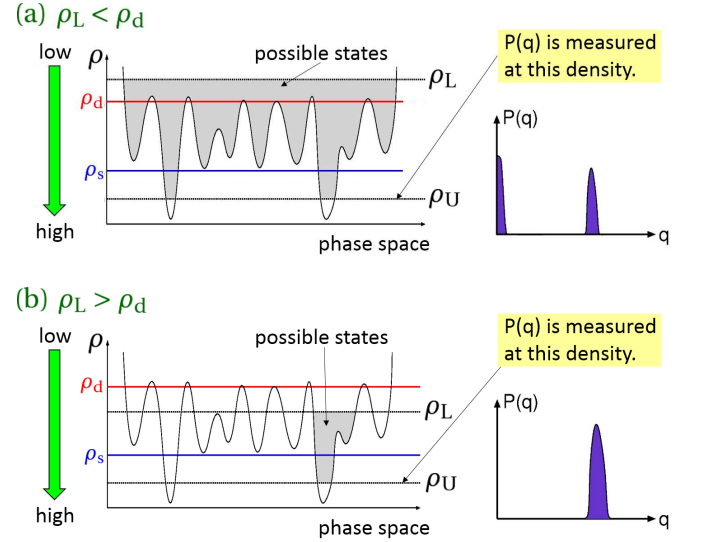 (a) ρL < ρd
low
ρ
possible states
ρL
P(q) is measured
at this density.
ρd
P(q)
ρs
ρU
high
phase space
q
(b) ρL > ρd
low
ρ
possible states
P(q) is measured
at this density.
ρd
ρL
P(q)
ρs
ρU
high
phase space
q